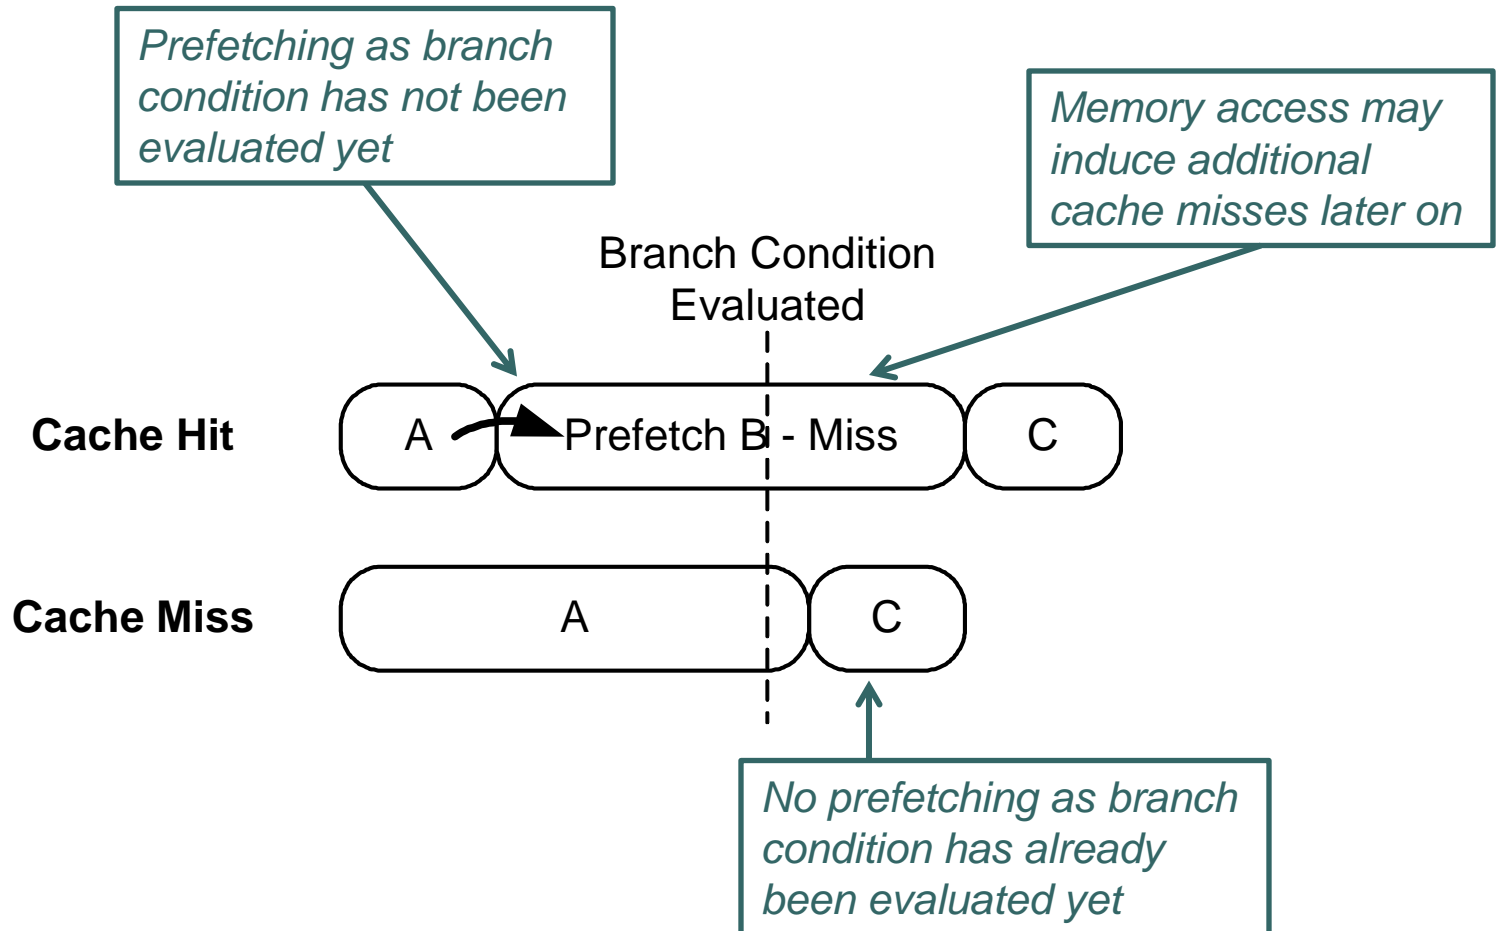 Prefetching as branch
condition has not been
evaluated yet
Memory access may
induce additional
cache misses later on
Branch Condition
Evaluated
Cache Hit
A
Prefetch B - Miss
C
Cache Miss
A
C
No prefetching as branch
condition has already
been evaluated yet